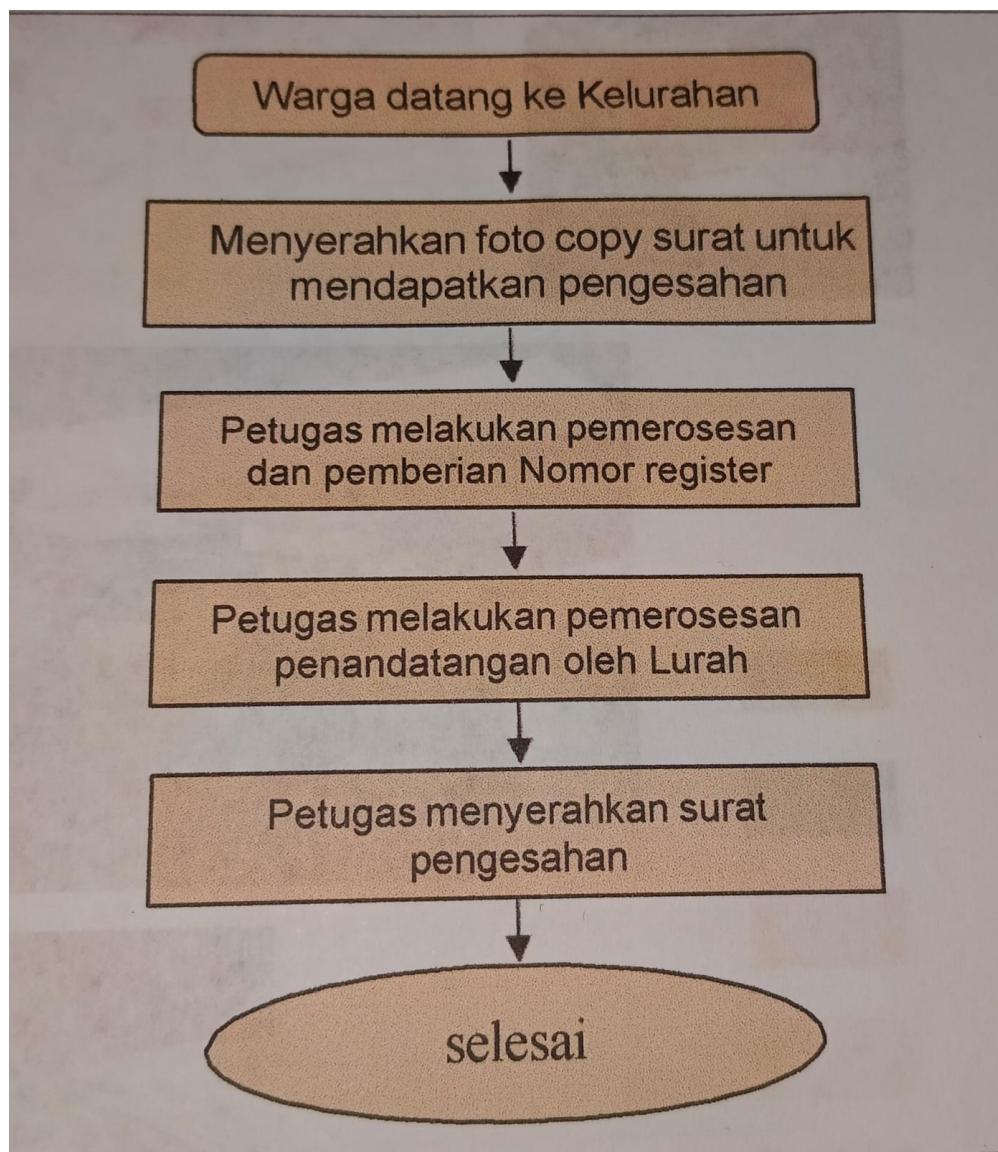 Warga datang ke Kelurahan
Menyerahkan foto copy surat untuk
mendapatkan pengesahan
Petugas melakukan pemerosesan
dan pemberian Nomor register
Petugas melakukan pemerosesan
penandatangan oleh Lurah
Petugas menyerahkan surat
pengesahan
selesai